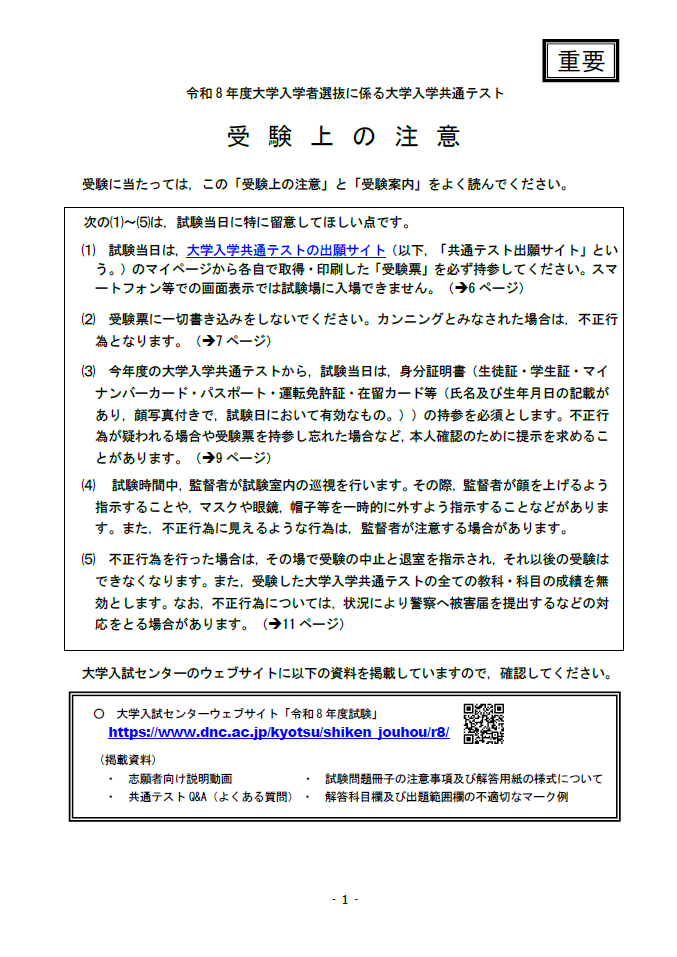 重要
令和8年度大学入学者選抜に係る大学入学共通テスト
受験上の注意
受験に当たっては，この「受験上の注意」と「受験案内」をよく読んでください。
次の⑴～⑸は，試験当日に特に留意してほしい点です。
⑴　試験当日は，大学入学共通テストの出願サイト（以下，「共通テスト出願サイト」とい
う。）のマイページから各自で取得・印刷した「受験票」を必ず持参してください。スマ
ートフォン等での画面表示では試験場に入場できません。（➔6ページ）
⑵　受験票に一切書き込みをしないでください。カンニングとみなされた場合は，不正行
為となります。（➔7ページ）
⑶　今年度の大学入学共通テストから，試験当日は，身分証明書（生徒証・学生証・マイ
ナンバーカード・パスポート・運転免許証・在留カード等（氏名及び生年月日の記載が
あり，顔写真付きで，試験日において有効なもの。））の持参を必須とします。不正行
為が疑われる場合や受験票を持参し忘れた場合など，本人確認のために提示を求めるこ
とがあります。（➔9ページ）
⑷　試験時間中，監督者が試験室内の巡視を行います。その際，監督者が顔を上げるよう
指示することや，マスクや眼鏡，帽子等を一時的に外すよう指示することなどがありま
す。また，不正行為に見えるような行為は，監督者が注意する場合があります。
⑸　不正行為を行った場合は，その場で受験の中止と退室を指示され，それ以後の受験は
できなくなります。また，受験した大学入学共通テストの全ての教科・科目の成績を無
効とします。なお，不正行為については，状況により警察へ被害届を提出するなどの対
応をとる場合があります。（➔11ページ）
大学入試センターのウェブサイトに以下の資料を掲載していますので，確認してください。
〇　大学入試センターウェブサイト「令和8年度試験」
https://www.dnc.ac.jp/kyotsu/shiken_jouhou/r8/
（掲載資料）
・　志願者向け説明動画　・　試験問題冊子の注意事項及び解答用紙の様式について
・　共通テストQ&A（よくある質問）・　解答科目欄及び出題範囲欄の不適切なマーク例
- 1 -